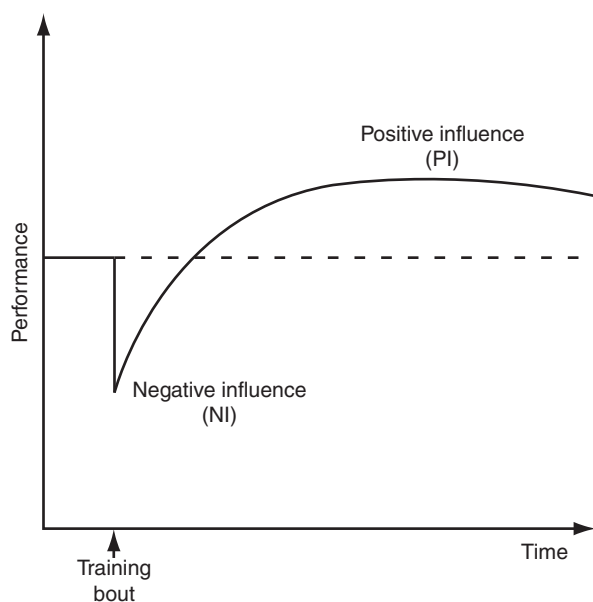 Positive influence
(PI)
Performance
Negative influence
(NI)
Time
Training
bout